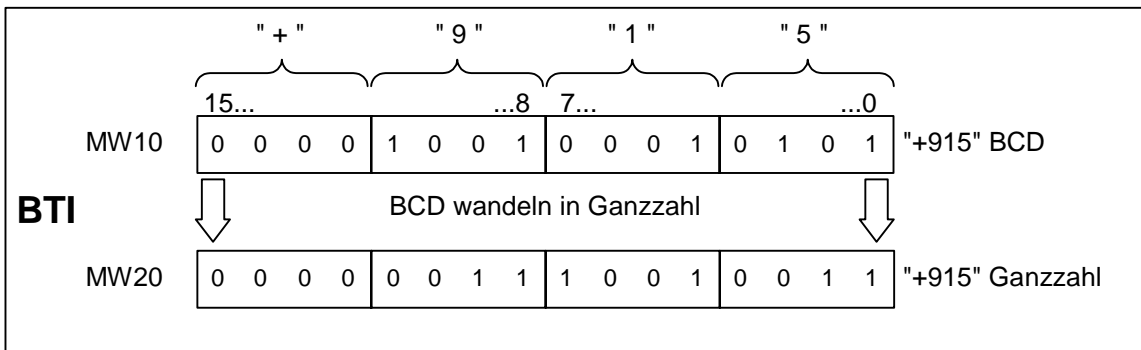 " + " " 9 " " 1 " " 5 "
15... ...8 7... ...0
MW10 0 0 0 0 1 0 0 1 0 0 0 1 0 1 0 1 "+915" BCD
BTI BCD wandeln in Ganzzahl
MW20 0 0 0 0 0 0 1 1 1 0 0 1 0 0 1 1 "+915" Ganzzahl